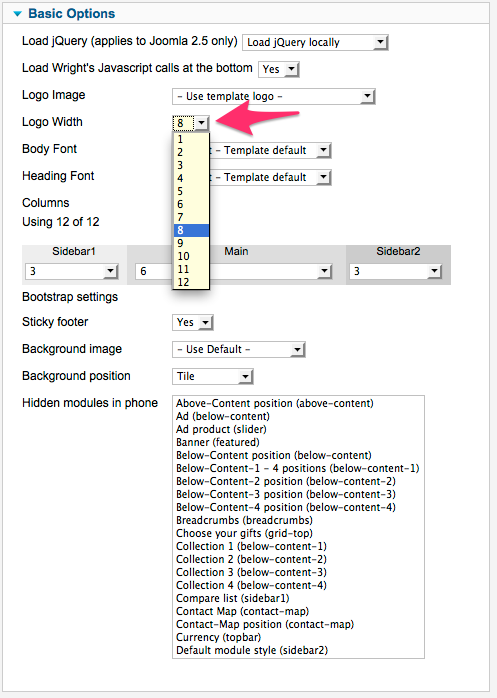 Basic Options
Load jQuery (applies to Joomla 2.5 only) Load jQuery locally
Load Wright's Javascript calls at the bottom Yes
Logo Image - Use template logo -
Logo Width 8
1
2
3
4
5
6
7
8
9
10
11
12
Body Font - Template default
Heading Font - Template default
Columns
Using 12 of 12
Sidebar1 Main Sidebar2
3 6 3
Bootstrap settings
Sticky footer Yes
Background image - Use Default -
Background position Tile
Hidden modules in phone
Above-Content position (above-content)
Ad (below-content)
Ad product (slider)
Banner (featured)
Below-Content position (below-content)
Below-Content-1 - 4 positions (below-content-1)
Below-Content-2 position (below-content-2)
Below-Content-3 position (below-content-3)
Below-Content-4 position (below-content-4)
Breadcrumbs (breadcrumbs)
Choose your gifts (grid-top)
Collection 1 (below-content-1)
Collection 2 (below-content-2)
Collection 3 (below-content-3)
Collection 4 (below-content-4)
Compare list (sidebar1)
Contact Map (contact-map)
Contact-Map position (contact-map)
Currency (topbar)
Default module style (sidebar2)